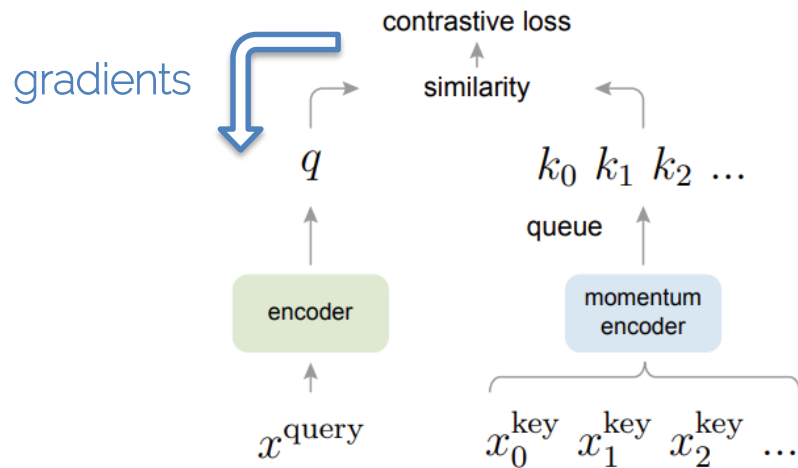 contrastive loss
gradients
similarity
q
k₀ k₁ k₂ ...
queue
encoder
momentum
encoder
x^query
x₀^key x₁^key x₂^key ...